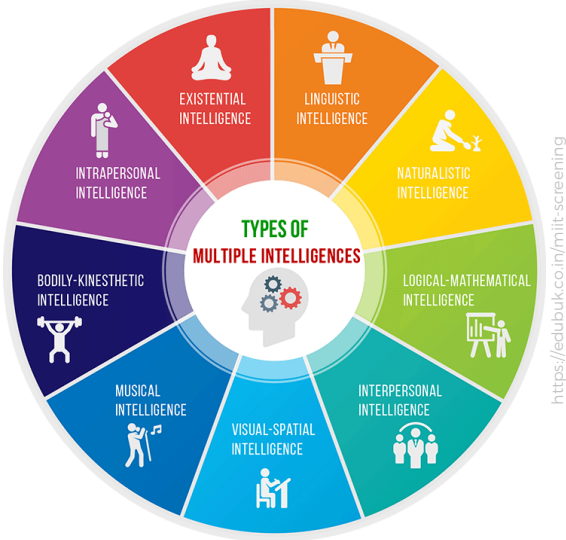 TYPES OF
MULTIPLE INTELLIGENCES
EXISTENTIAL
INTELLIGENCE
LINGUISTIC
INTELLIGENCE
NATURALISTIC
INTELLIGENCE
LOGICAL-MATHEMATICAL
INTELLIGENCE
INTERPERSONAL
INTELLIGENCE
VISUAL-SPATIAL
INTELLIGENCE
MUSICAL
INTELLIGENCE
BODILY-KINESTHETIC
INTELLIGENCE
INTRAPERSONAL
INTELLIGENCE
https://edubuk.co.in/miit-screening